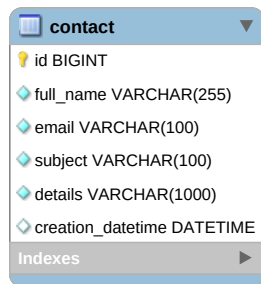 contact
id BIGINT
full_name VARCHAR(255)
email VARCHAR(100)
subject VARCHAR(100)
details VARCHAR(1000)
creation_datetime DATETIME
Indexes